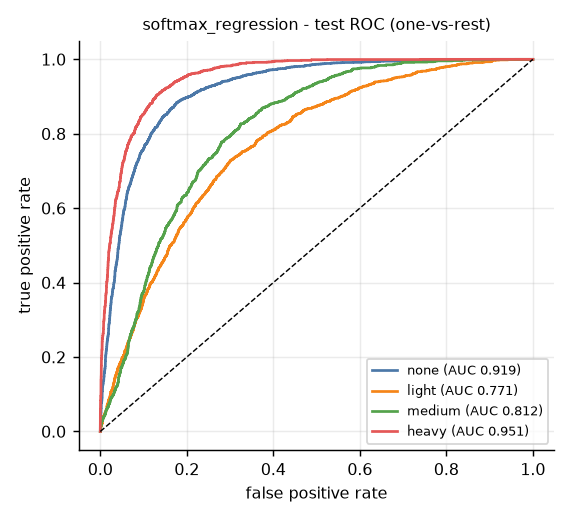 softmax_regression - test ROC (one-vs-rest)
true positive rate
1.0
0.8
0.6
0.4
0.2
0.0
none (AUC 0.919)
light (AUC 0.771)
medium (AUC 0.812)
heavy (AUC 0.951)
0.0 0.2 0.4 0.6 0.8 1.0
false positive rate